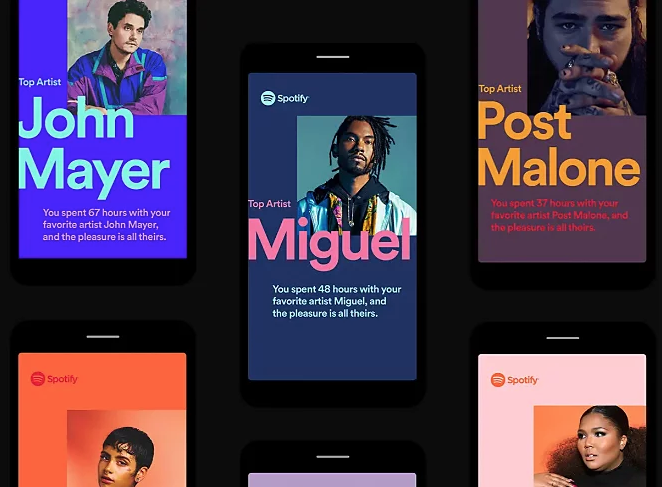 Top Artist
John
Mayer
You spent 67 hours with your
favorite artist John Mayer,
and the pleasure is all theirs.
Spotify
Top Artist
Miguel
You spent 48 hours with your
favorite artist Miguel, and
the pleasure is all theirs.
Top Artist
Post
Malone
You spent 37 hours with your
favorite artist Post Malone, and
the pleasure is all theirs.
Spotify
Spotify